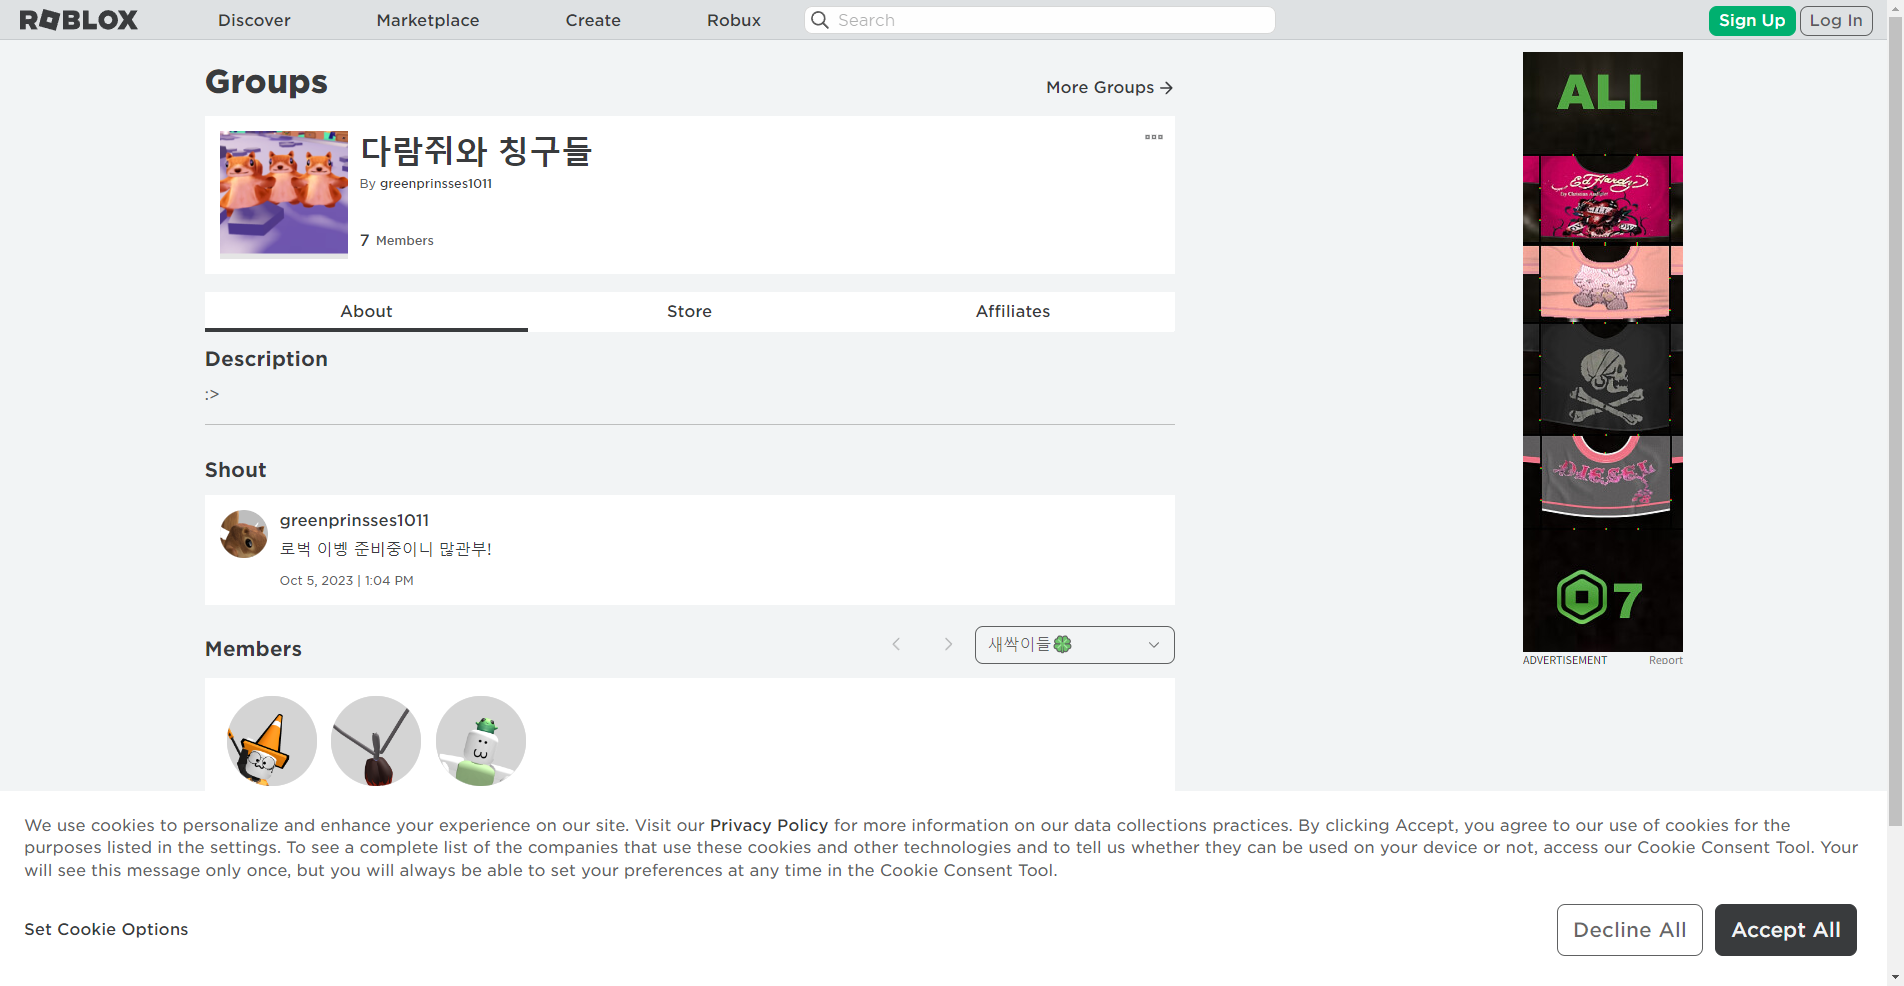 ROBLOX
Discover
Marketplace
Create
Robux
Search
Sign Up
Log In
Groups
More Groups →
다람쥐와 칭구들
By greenprinsses1011
7 Members
About
Store
Affiliates
Description
:>
Shout
greenprinsses1011
로벅 이벵 준비중이니 많관부!
Oct 5, 2023 | 1:04 PM
Members
새싹이들🍀
ALL
Ed Hardy
DIESEL
7
ADVERTISEMENT
Report
We use cookies to personalize and enhance your experience on our site. Visit our Privacy Policy for more information on our data collections practices. By clicking Accept, you agree to our use of cookies for the
purposes listed in the settings. To see a complete list of the companies that use these cookies and other technologies and to tell us whether they can be used on your device or not, access our Cookie Consent Tool. Your
will see this message only once, but you will always be able to set your preferences at any time in the Cookie Consent Tool.
Set Cookie Options
Decline All
Accept All